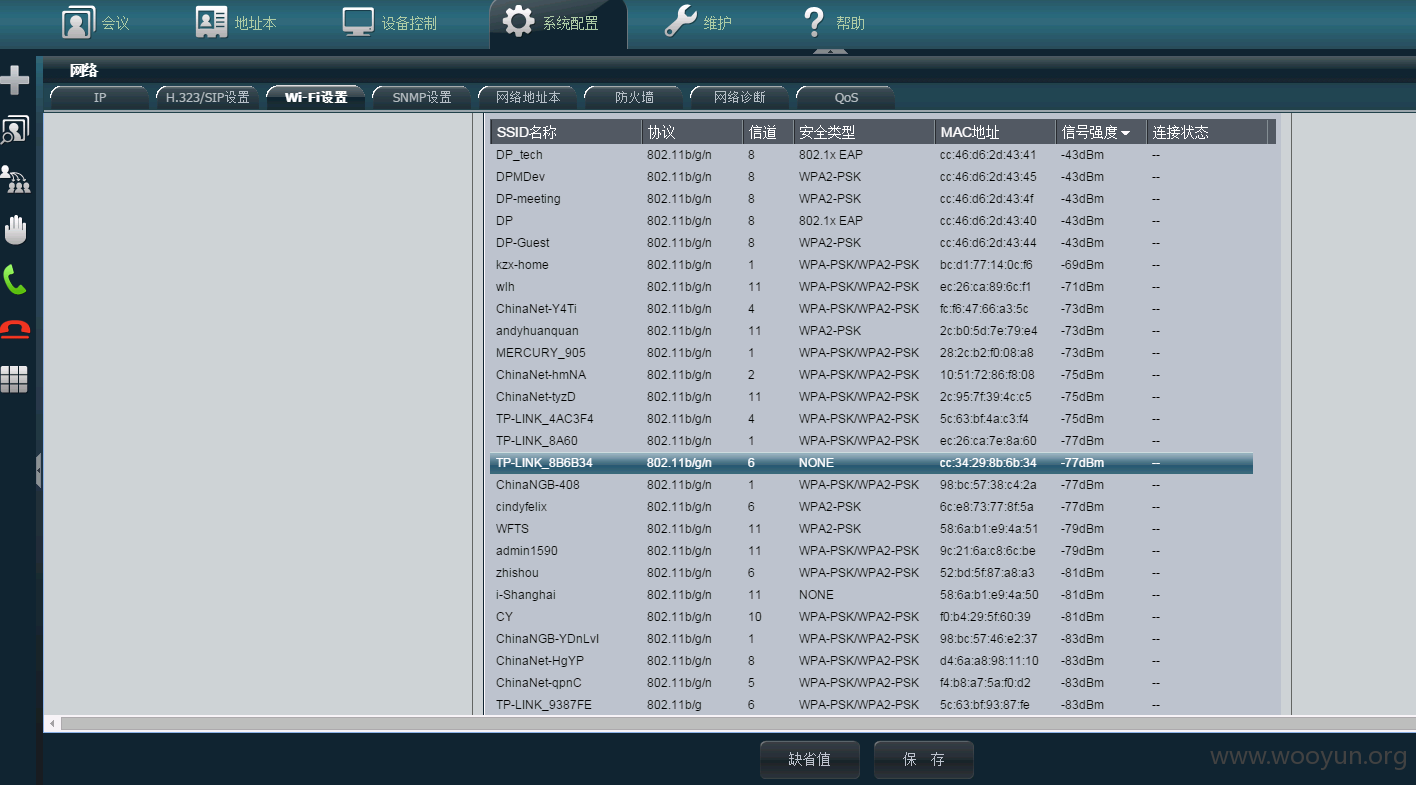 会议 地址本 设备控制 系统配置 维护 帮助
网络
IP H.323/SIP设置 Wi-Fi设置 SNMP设置 网络地址本 防火墙 网络诊断 QoS
SSID名称 协议 信道 安全类型 MAC地址 信号强度 连接状态
DP_tech 802.11b/g/n 8 802.1x EAP cc:46:d6:2d:43:41 -43dBm --
DPMDev 802.11b/g/n 8 WPA2-PSK cc:46:d6:2d:43:45 -43dBm --
DP-meeting 802.11b/g/n 8 WPA2-PSK cc:46:d6:2d:43:4f -43dBm --
DP 802.11b/g/n 8 802.1x EAP cc:46:d6:2d:43:40 -43dBm --
DP-Guest 802.11b/g/n 8 WPA2-PSK cc:46:d6:2d:43:44 -43dBm --
kzx-home 802.11b/g/n 1 WPA-PSK/WPA2-PSK bc:d1:77:14:0c:f6 -69dBm --
wlh 802.11b/g/n 11 WPA-PSK/WPA2-PSK ec:26:ca:89:6c:f1 -71dBm --
ChinaNet-Y4Ti 802.11b/g/n 4 WPA-PSK/WPA2-PSK fc:f6:47:66:a3:5c -73dBm --
andyhuanquan 802.11b/g/n 11 WPA2-PSK 2c:b0:5d:7e:79:e4 -73dBm --
MERCURY_905 802.11b/g/n 1 WPA-PSK/WPA2-PSK 28:2c:b2:f0:08:a8 -73dBm --
ChinaNet-hmNA 802.11b/g/n 2 WPA-PSK/WPA2-PSK 10:51:72:86:f8:08 -75dBm --
ChinaNet-tyzD 802.11b/g/n 11 WPA-PSK/WPA2-PSK 2c:95:7f:39:4c:c5 -75dBm --
TP-LINK_4AC3F4 802.11b/g/n 4 WPA-PSK/WPA2-PSK 5c:63:bf:4a:c3:f4 -75dBm --
TP-LINK_8A60 802.11b/g/n 1 WPA-PSK/WPA2-PSK ec:26:ca:7e:8a:60 -77dBm --
TP-LINK_8B6B34 802.11b/g/n 6 NONE cc:34:29:8b:6b:34 -77dBm --
ChinaNGB-408 802.11b/g/n 1 WPA-PSK/WPA2-PSK 98:bc:57:38:c4:2a -77dBm --
cindyfelix 802.11b/g/n 6 WPA2-PSK 6c:e8:73:77:8f:5a -77dBm --
WFTS 802.11b/g/n 11 WPA2-PSK 58:6a:b1:e9:4a:51 -79dBm --
admin1590 802.11b/g/n 11 WPA-PSK/WPA2-PSK 9c:21:6a:c8:6c:be -79dBm --
zhishou 802.11b/g/n 6 WPA-PSK/WPA2-PSK 52:bd:5f:87:a8:a3 -81dBm --
i-Shanghai 802.11b/g/n 11 NONE 58:6a:b1:e9:4a:50 -81dBm --
CY 802.11b/g/n 10 WPA-PSK/WPA2-PSK f0:b4:29:5f:60:39 -81dBm --
ChinaNGB-YDnLvI 802.11b/g/n 1 WPA-PSK/WPA2-PSK 98:bc:57:46:e2:37 -83dBm --
ChinaNet-HgYP 802.11b/g/n 8 WPA-PSK/WPA2-PSK d4:6a:a8:98:11:10 -83dBm --
ChinaNet-qpnC 802.11b/g/n 5 WPA-PSK/WPA2-PSK f4:b8:a7:5a:f0:d2 -83dBm --
TP-LINK_9387FE 802.11b/g 6 WPA-PSK/WPA2-PSK 5c:63:bf:93:87:fe -83dBm --
缺省值 保 存
www.wooyun.org